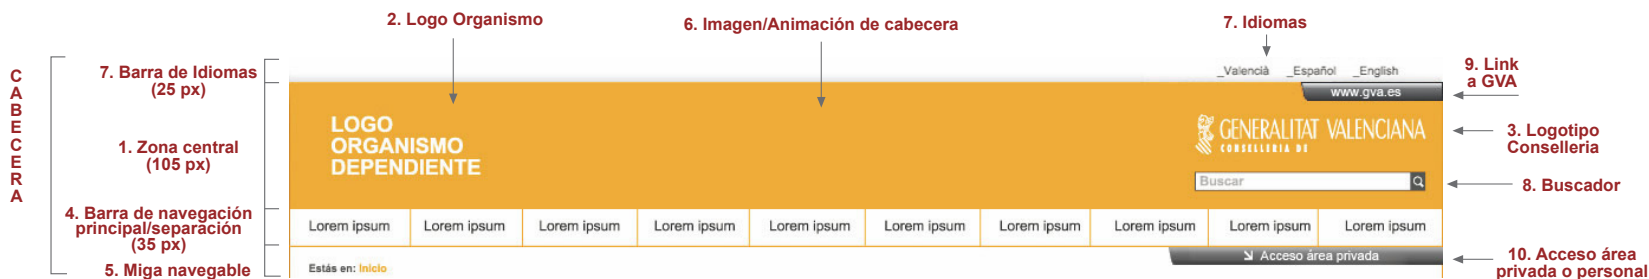 2. Logo Organismo
6. Imagen/Animación de cabecera
7. Idiomas
CABECERA
7. Barra de Idiomas
(25 px)
_Valencià _Español _English
9. Link
a GVA
www.gva.es
LOGO
ORGANISMO
DEPENDIENTE
GENERALITAT VALENCIANA
CONSELLERIA DE
3. Logotipo
Conselleria
1. Zona central
(105 px)
Buscar
8. Buscador
4. Barra de navegación
principal/separación
(35 px)
Lorem ipsum Lorem ipsum Lorem ipsum Lorem ipsum Lorem ipsum Lorem ipsum Lorem ipsum Lorem ipsum Lorem ipsum Lorem ipsum
Acceso área privada
10. Acceso área
privada o personal
5. Miga navegable
Estás en: Inicio